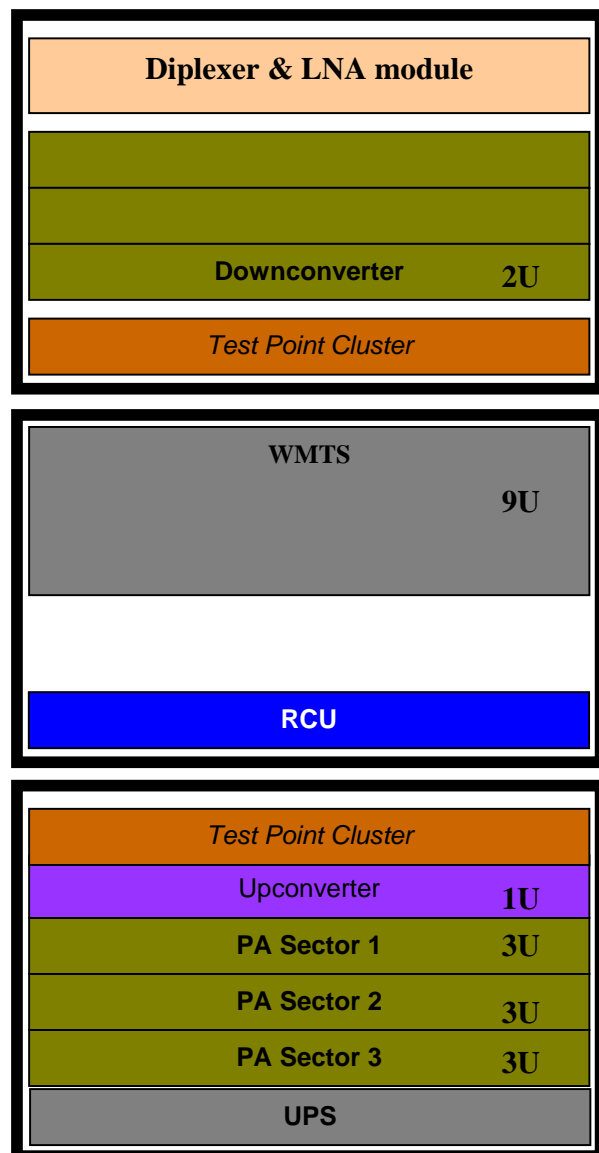 Diplexer & LNA module
Downconverter 2U
Test Point Cluster
WMTS
9U
RCU
Test Point Cluster
Upconverter 1U
PA Sector 1 3U
PA Sector 2 3U
PA Sector 3 3U
UPS